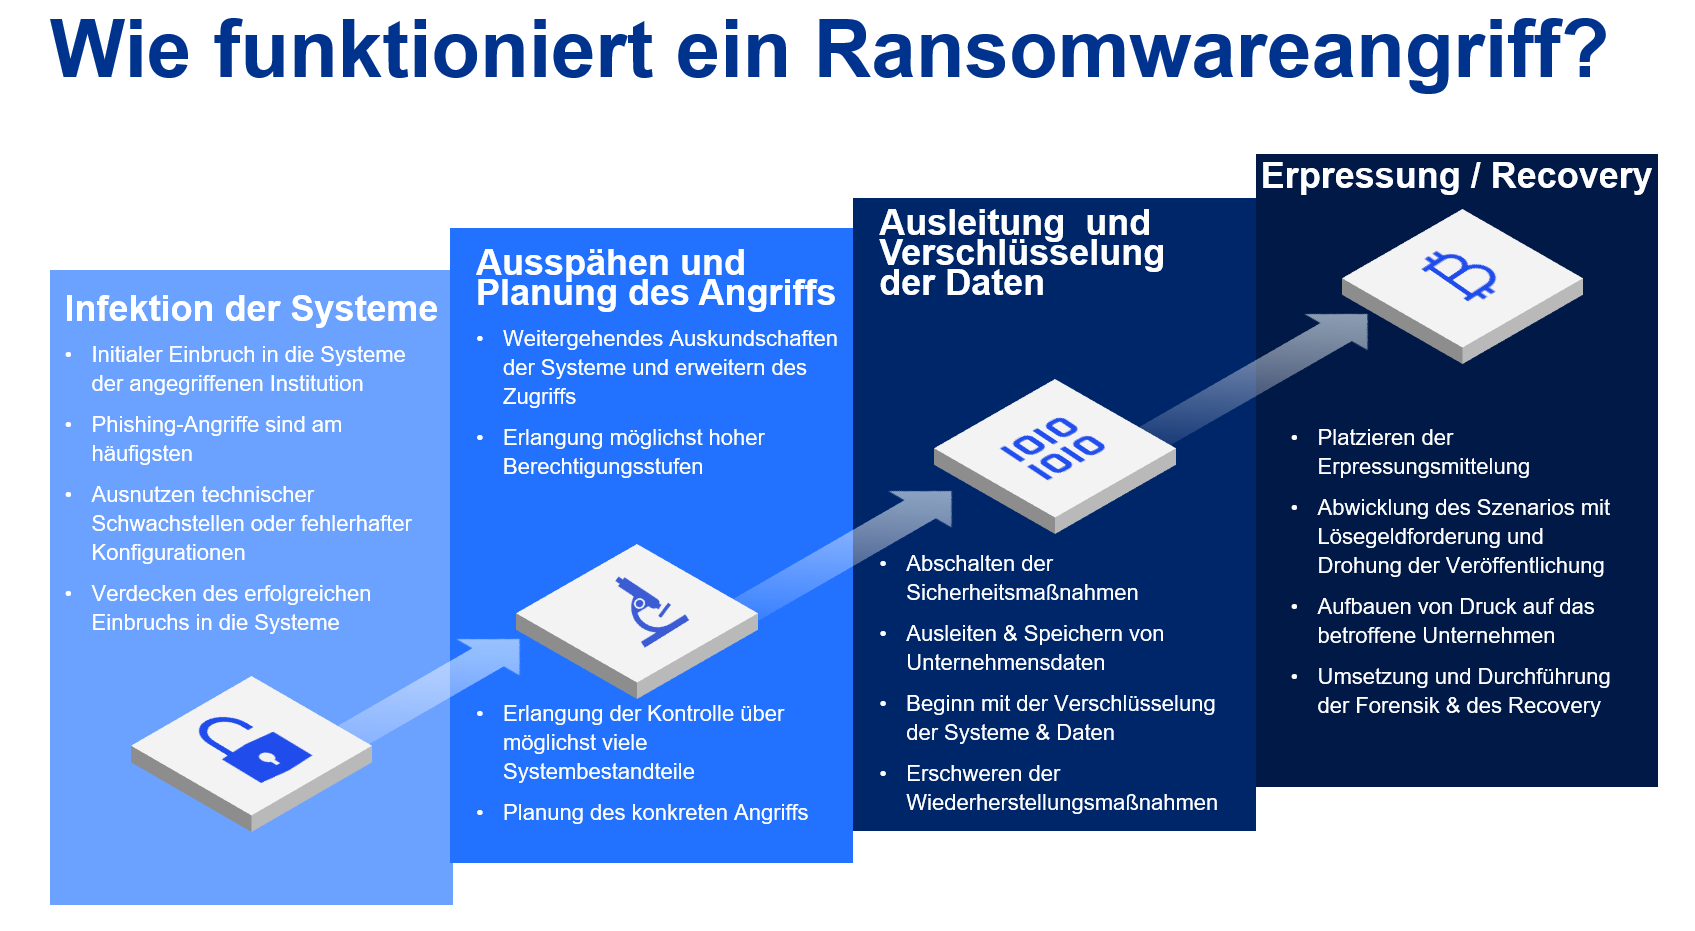 Wie funktioniert ein Ransomwareangriff?
Infektion der Systeme
• Initialer Einbruch in die Systeme
der angegriffenen Institution
• Phishing-Angriffe sind am
häufigsten
• Ausnutzen technischer
Schwachstellen oder fehlerhafter
Konfigurationen
• Verdecken des erfolgreichen
Einbruchs in die Systeme
Ausspähen und
Planung des Angriffs
• Weitergehendes Auskundschaften
der Systeme und erweitern des
Zugriffs
• Erlangung möglichst hoher
Berechtigungsstufen
• Erlangung der Kontrolle über
möglichst viele
Systembestandteile
• Planung des konkreten Angriffs
Ausleitung und
Verschlüsselung
der Daten
IOIO
IOIO
• Abschalten der
Sicherheitsmaßnahmen
• Ausleiten & Speichern von
Unternehmensdaten
• Beginn mit der Verschlüsselung
der Systeme & Daten
• Erschweren der
Wiederherstellungsmaßnahmen
Erpressung / Recovery
• Platzieren der
Erpressungsmittelung
• Abwicklung des Szenarios mit
Lösegeldforderung und
Drohung der Veröffentlichung
• Aufbauen von Druck auf das
betroffene Unternehmen
• Umsetzung und Durchführung
der Forensik & des Recovery